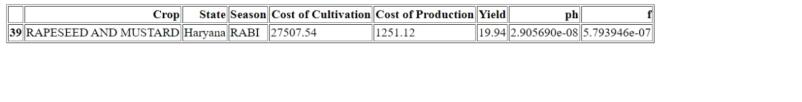 Crop State Season Cost of Cultivation Cost of Production Yield ph f
39 RAPESEED AND MUSTARD Haryana RABI 27507.54 1251.12 19.94 2.905690e-08 5.793946e-07